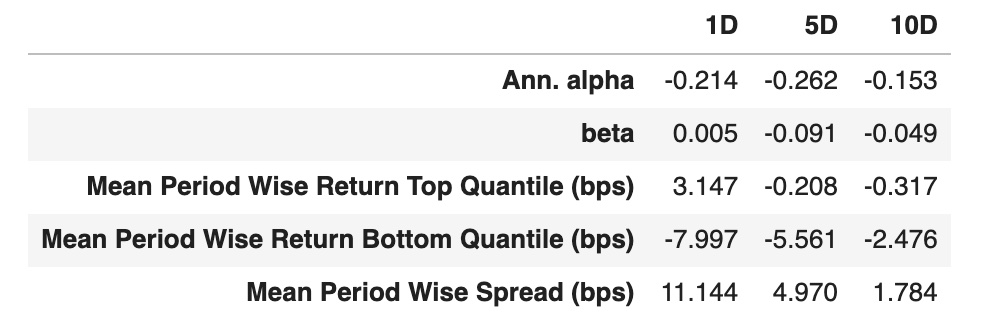 1D 5D 10D
Ann. alpha -0.214 -0.262 -0.153
beta 0.005 -0.091 -0.049
Mean Period Wise Return Top Quantile (bps) 3.147 -0.208 -0.317
Mean Period Wise Return Bottom Quantile (bps) -7.997 -5.561 -2.476
Mean Period Wise Spread (bps) 11.144 4.970 1.784